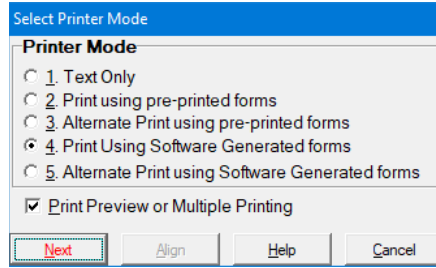 Select Printer Mode
Printer Mode
1. Text Only
2. Print using pre-printed forms
3. Alternate Print using pre-printed forms
4. Print Using Software Generated forms
5. Alternate Print using Software Generated forms
Print Preview or Multiple Printing
Next Align Help Cancel